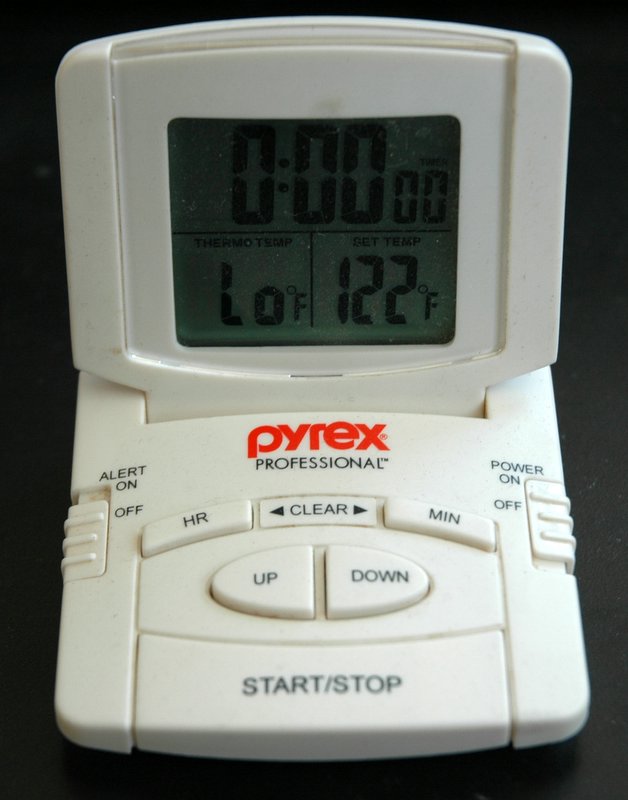 0:00 00
TIMER
THERMO TEMP SET TEMP
Lo°F 122°F
pyrex®
PROFESSIONAL™
ALERT
ON
OFF
POWER
ON
OFF
HR ◀ CLEAR ▶ MIN
UP DOWN
START/STOP